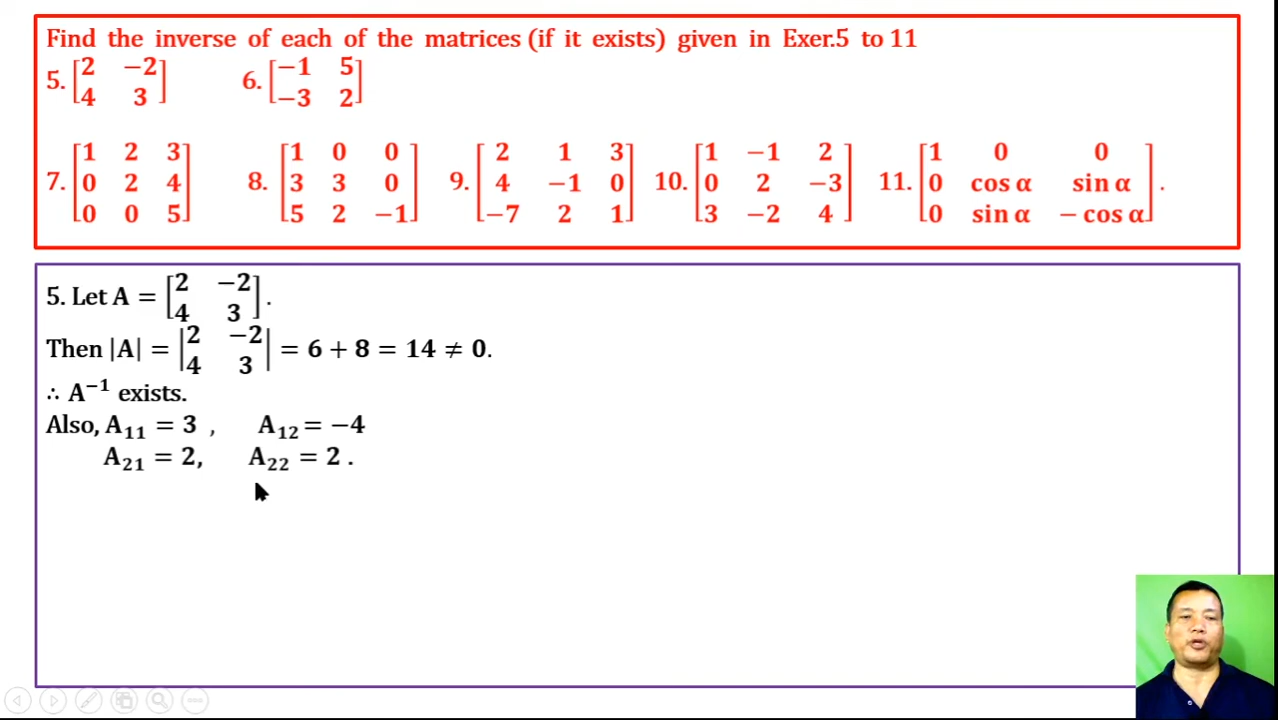 Find the inverse of each of the matrices (if it exists) given in Exer.5 to 11
5. [2 −2
4 3] 6. [−1 5
−3 2]
7. [1 2 3
0 2 4
0 0 5] 8. [1 0 0
3 3 0
5 2 −1] 9. [2 1 3
4 −1 0
−7 2 1] 10. [1 −1 2
0 2 −3
3 −2 4] 11. [1 0 0
0 cos α sin α
0 sin α − cos α] .
5. Let A = [2 −2
4 3] .
Then |A| = |2 −2
4 3| = 6 + 8 = 14 ≠ 0.
∴ A⁻¹ exists.
Also, A₁₁ = 3 , A₁₂ = −4
A₂₁ = 2, A₂₂ = 2 .